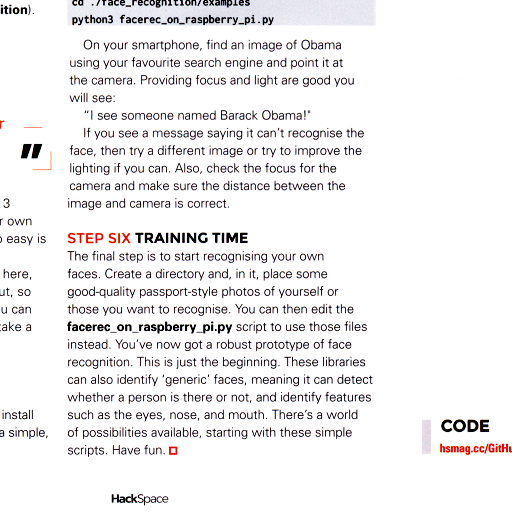 ition).
r
"
3
r own
easy is
here,
ut, so
u can
take a
install
a simple,
cd ./face_recognition/examples
python3 facerec_on_raspberry_pi.py
On your smartphone, find an image of Obama
using your favourite search engine and point it at
the camera. Providing focus and light are good you
will see:
“I see someone named Barack Obama!"
If you see a message saying it can’t recognise the
face, then try a different image or try to improve the
lighting if you can. Also, check the focus for the
camera and make sure the distance between the
image and camera is correct.
STEP SIX TRAINING TIME
The final step is to start recognising your own
faces. Create a directory and, in it, place some
good-quality passport-style photos of yourself or
those you want to recognise. You can then edit the
facerec_on_raspberry_pi.py script to use those files
instead. You’ve now got a robust prototype of face
recognition. This is just the beginning. These libraries
can also identify ‘generic’ faces, meaning it can detect
whether a person is there or not, and identify features
such as the eyes, nose, and mouth. There’s a world
of possibilities available, starting with these simple
scripts. Have fun.
CODE
hsmag.cc/GitHu
HackSpace